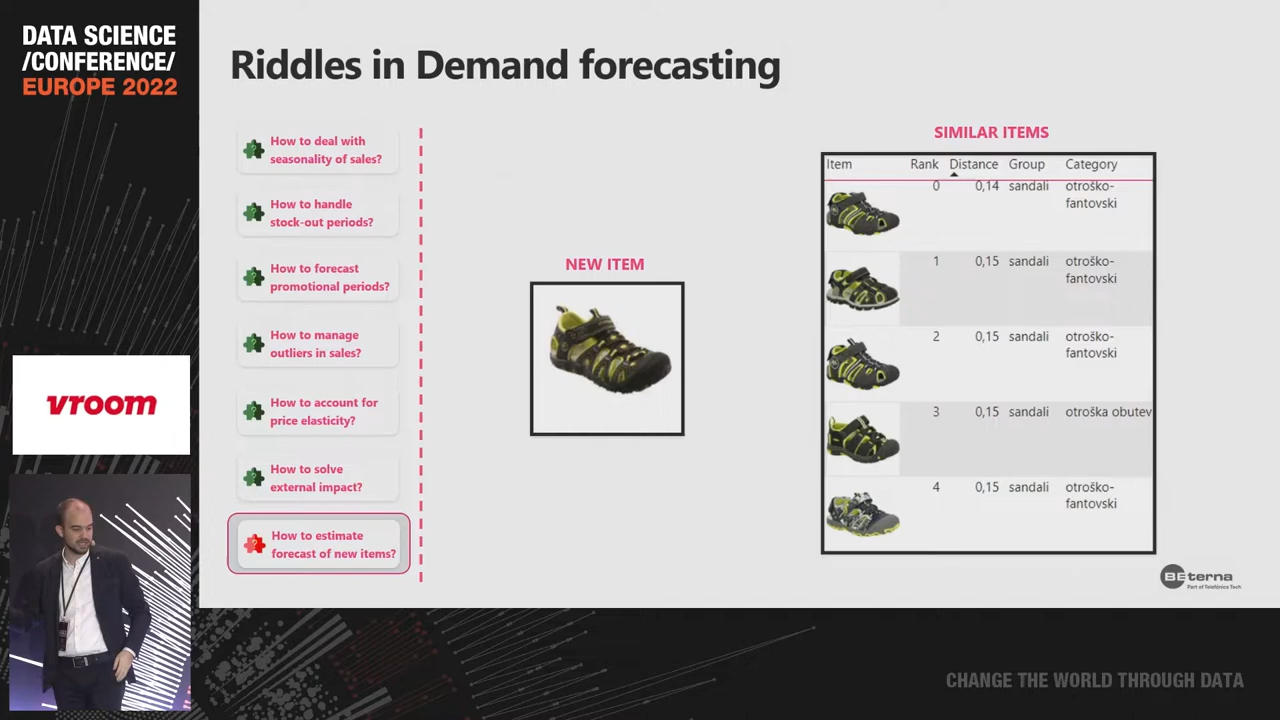 DATA SCIENCE
/CONFERENCE/
EUROPE 2022
vroom
Riddles in Demand forecasting
How to deal with
seasonality of sales?
How to handle
stock-out periods?
How to forecast
promotional periods?
How to manage
outliers in sales?
How to account for
price elasticity?
How to solve
external impact?
How to estimate
forecast of new items?
NEW ITEM
SIMILAR ITEMS
Item Rank Distance Group Category
0 0,14 sandali otroško-
fantovski
1 0,15 sandali otroško-
fantovski
2 0,15 sandali otroško-
fantovski
3 0,15 sandali otroška obutev
4 0,15 sandali otroško-
fantovski
BEterna
Part of Telefónica Tech
CHANGE THE WORLD THROUGH DATA